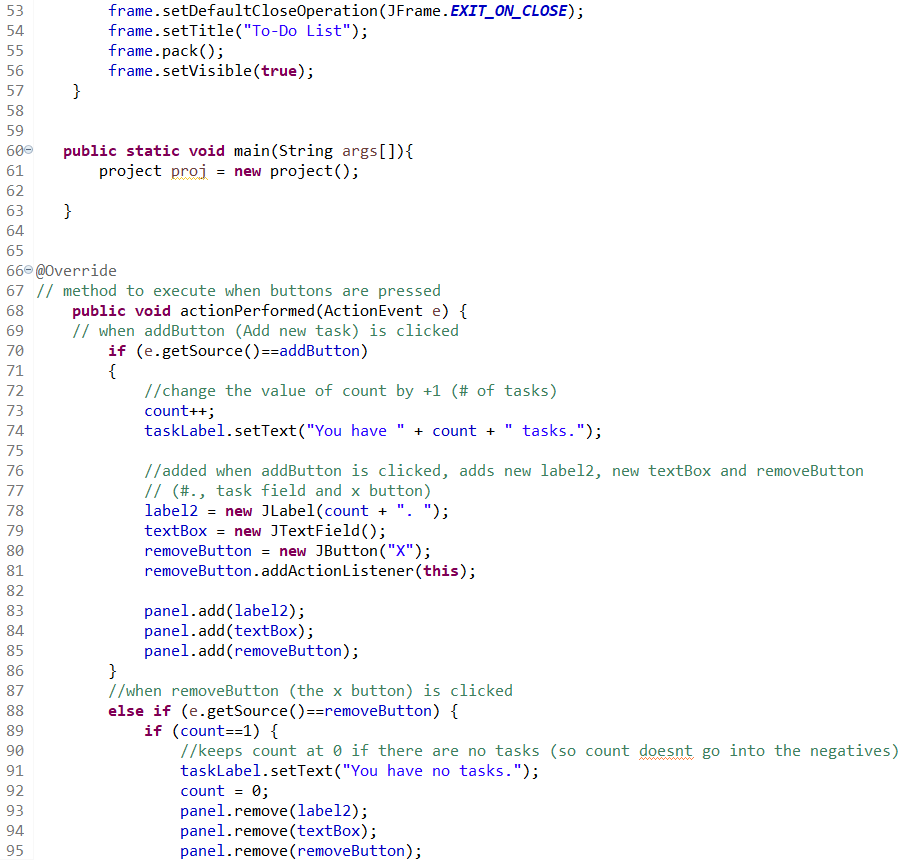 53 frame.setDefaultCloseOperation(JFrame.EXIT_ON_CLOSE);
54 frame.setTitle("To-Do List");
55 frame.pack();
56 frame.setVisible(true);
57 }
58
59
60 public static void main(String args[]){
61 project proj = new project();
62
63 }
64
65
66 @Override
67 // method to execute when buttons are pressed
68 public void actionPerformed(ActionEvent e) {
69 // when addButton (Add new task) is clicked
70 if (e.getSource()==addButton)
71 {
72 //change the value of count by +1 (# of tasks)
73 count++;
74 taskLabel.setText("You have " + count + " tasks.");
75
76 //added when addButton is clicked, adds new label2, new textBox and removeButton
77 // (#., task field and x button)
78 label2 = new JLabel(count + ". ");
79 textBox = new JTextField();
80 removeButton = new JButton("X");
81 removeButton.addActionListener(this);
82
83 panel.add(label2);
84 panel.add(textBox);
85 panel.add(removeButton);
86 }
87 //when removeButton (the x button) is clicked
88 else if (e.getSource()==removeButton) {
89 if (count==1) {
90 //keeps count at 0 if there are no tasks (so count doesnt go into the negatives)
91 taskLabel.setText("You have no tasks.");
92 count = 0;
93 panel.remove(label2);
94 panel.remove(textBox);
95 panel.remove(removeButton);